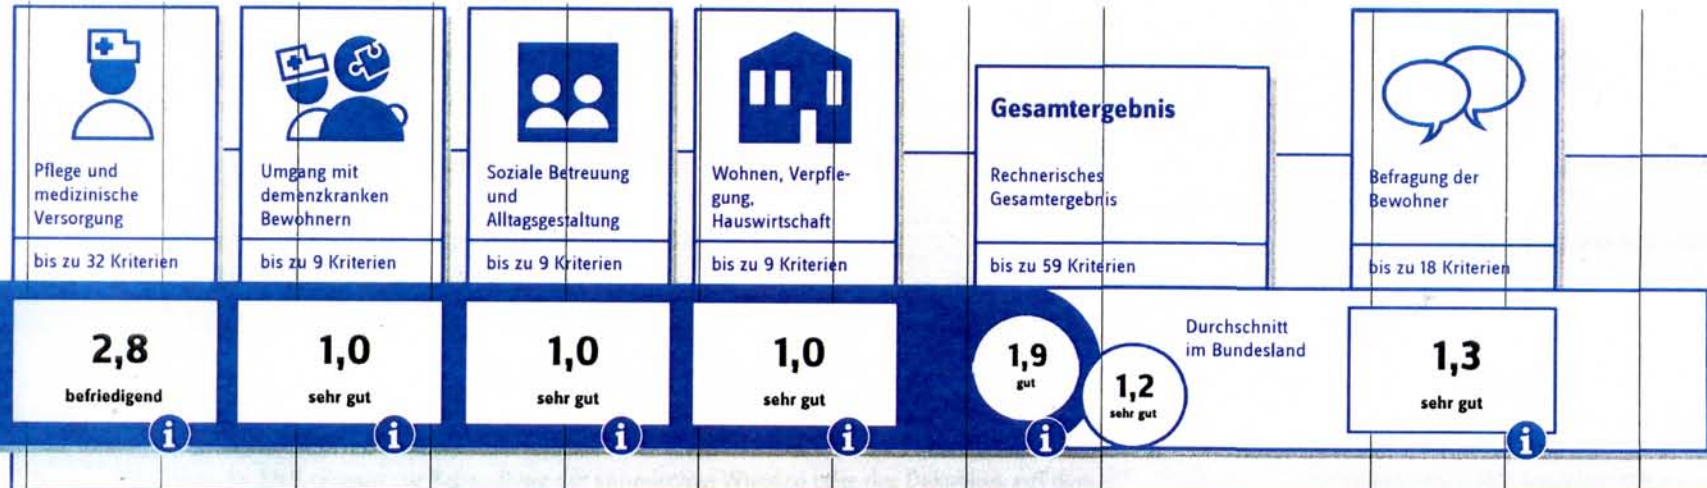 Pflege und
medizinische
Versorgung
bis zu 32 Kriterien
2,8
befriedigend
i
Umgang mit
demenzkranken
Bewohnern
bis zu 9 Kriterien
1,0
sehr gut
i
Soziale Betreuung
und
Alltagsgestaltung
bis zu 9 Kriterien
1,0
sehr gut
i
Wohnen, Verpfle-
gung,
Hauswirtschaft
bis zu 9 Kriterien
1,0
sehr gut
i
Gesamtergebnis
Rechnerisches
Gesamtergebnis
bis zu 59 Kriterien
1,9
gut
i
1,2
sehr gut
Durchschnitt
im Bundesland
Befragung der
Bewohner
bis zu 18 Kriterien
1,3
sehr gut
i